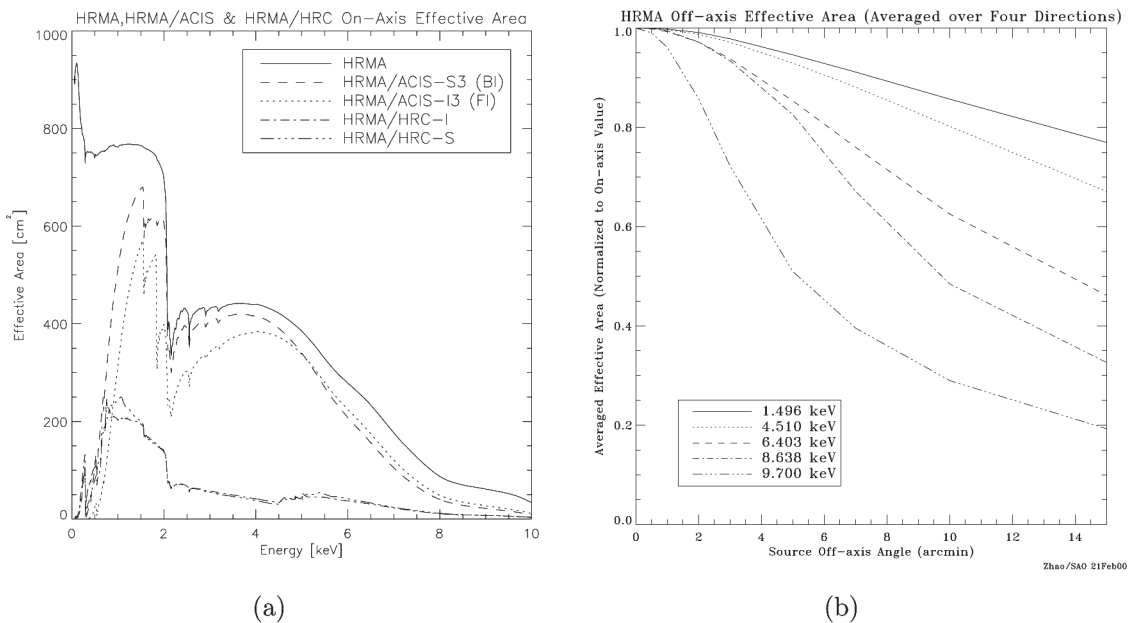 HRMA,HRMA/ACIS & HRMA/HRC On-Axis Effective Area
1000
800
600
400
200
0
Effective Area [cm²]
HRMA
HRMA/ACIS-S3 (BI)
HRMA/ACIS-I3 (FI)
HRMA/HRC-I
HRMA/HRC-S
0 2 4 6 8 10
Energy [keV]
(a)
HRMA Off-axis Effective Area (Averaged over Four Directions)
1.0
0.8
0.6
0.4
0.2
0.0
Averaged Effective Area (Normalized to On-axis Value)
1.496 keV
4.510 keV
6.403 keV
8.638 keV
9.700 keV
0 2 4 6 8 10 12 14
Source Off-axis Angle (arcmin)
Zhao/SAO 21Feb00
(b)